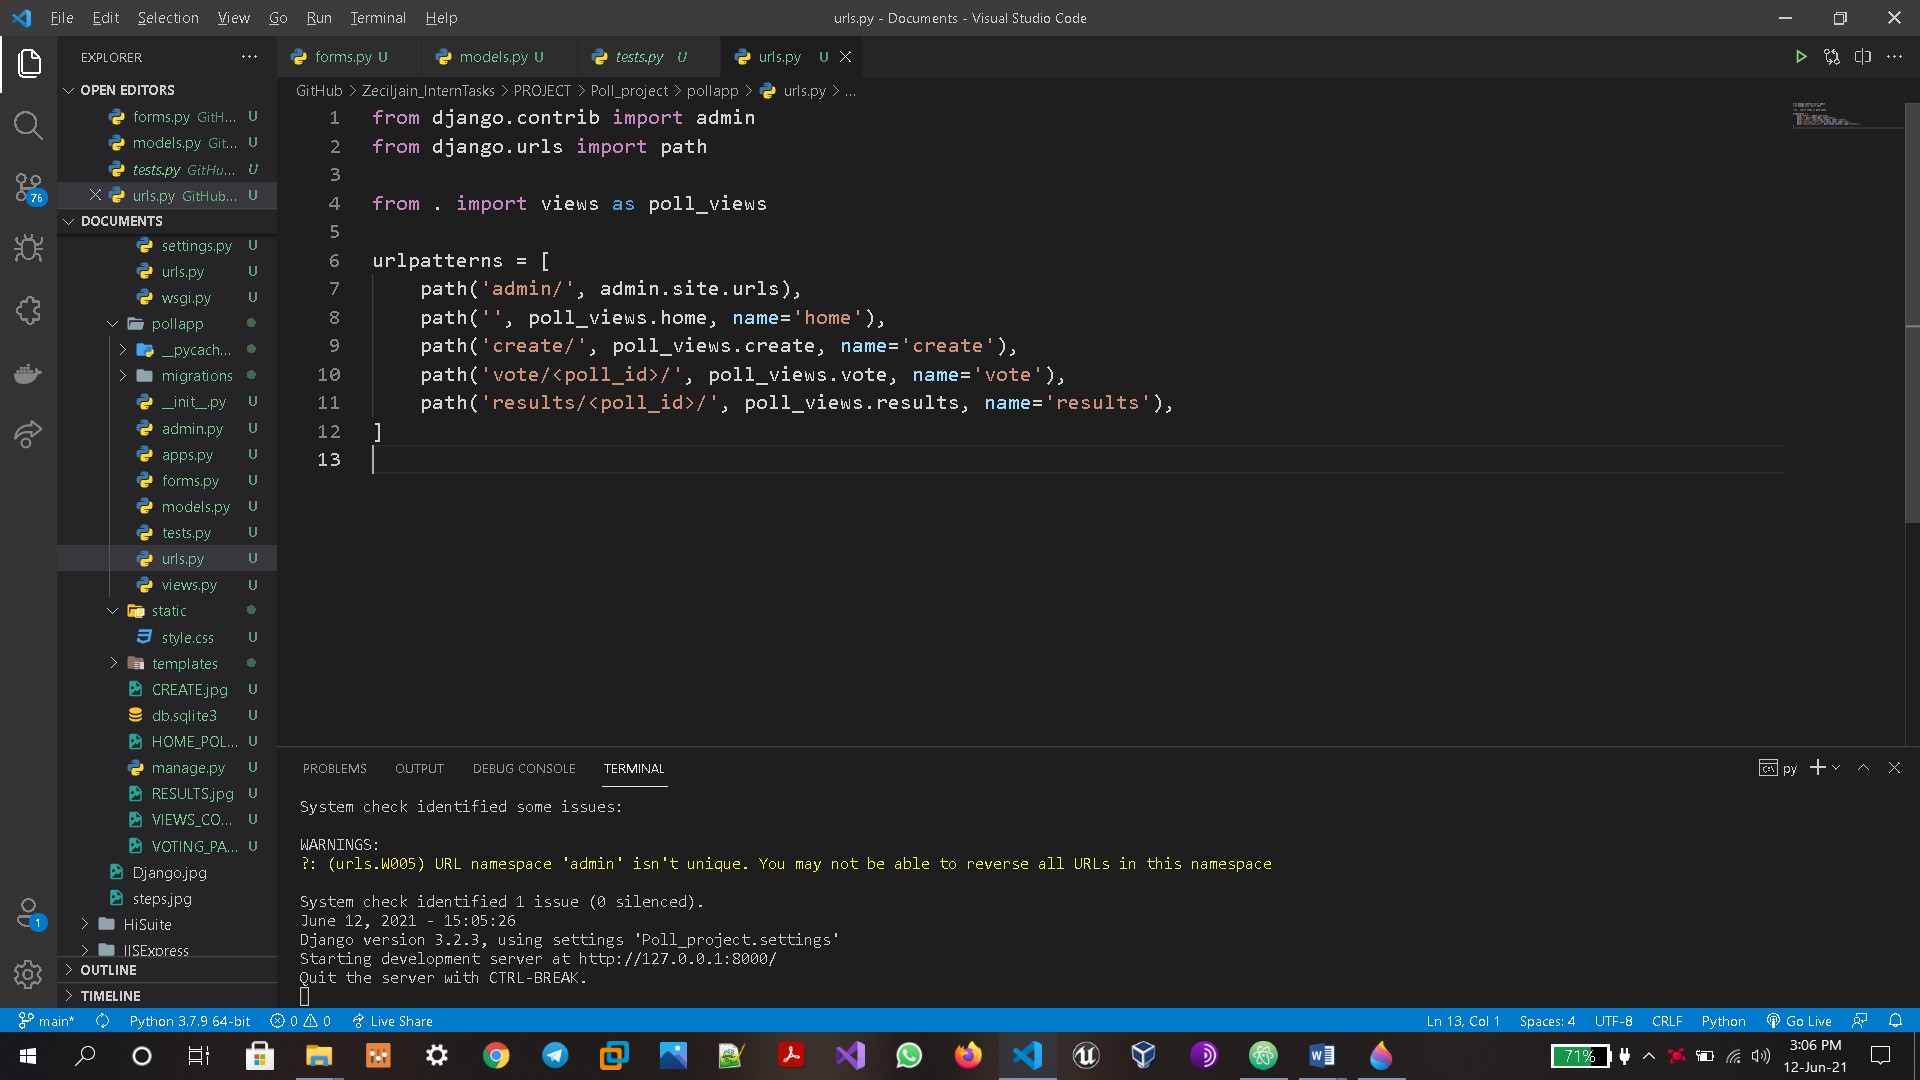 File Edit Selection View Go Run Terminal Help
urls.py - Documents - Visual Studio Code
EXPLORER
forms.py U
models.py U
tests.py U
urls.py U
OPEN EDITORS
forms.py GitH... U
models.py Git... U
tests.py GitHu... U
urls.py GitHub... U
DOCUMENTS
settings.py U
urls.py U
wsgi.py U
pollapp
__pycach...
migrations
__init__.py U
admin.py U
apps.py U
forms.py U
models.py U
tests.py U
urls.py U
views.py U
static
style.css U
templates
CREATE.jpg U
db.sqlite3 U
HOME_POL... U
manage.py U
RESULTS.jpg U
VIEWS_CO... U
VOTING_PA... U
Django.jpg
steps.jpg
HiSuite
IISExpress
OUTLINE
TIMELINE
76
1
GitHub > Zeciljain_InternTasks > PROJECT > Poll_project > pollapp > urls.py > ...
1 from django.contrib import admin
2 from django.urls import path
3
4 from . import views as poll_views
5
6 urlpatterns = [
7 path('admin/', admin.site.urls),
8 path('', poll_views.home, name='home'),
9 path('create/', poll_views.create, name='create'),
10 path('vote/<poll_id>/', poll_views.vote, name='vote'),
11 path('results/<poll_id>/', poll_views.results, name='results'),
12 ]
13
PROBLEMS OUTPUT DEBUG CONSOLE TERMINAL
py
System check identified some issues:
WARNINGS:
?: (urls.W005) URL namespace 'admin' isn't unique. You may not be able to reverse all URLs in this namespace
System check identified 1 issue (0 silenced).
June 12, 2021 - 15:05:26
Django version 3.2.3, using settings 'Poll_project.settings'
Starting development server at http://127.0.0.1:8000/
Quit the server with CTRL-BREAK.
main* Python 3.7.9 64-bit 0 0 Live Share
Ln 13, Col 1 Spaces: 4 UTF-8 CRLF Python Go Live
71%
3:06 PM
12-Jun-21